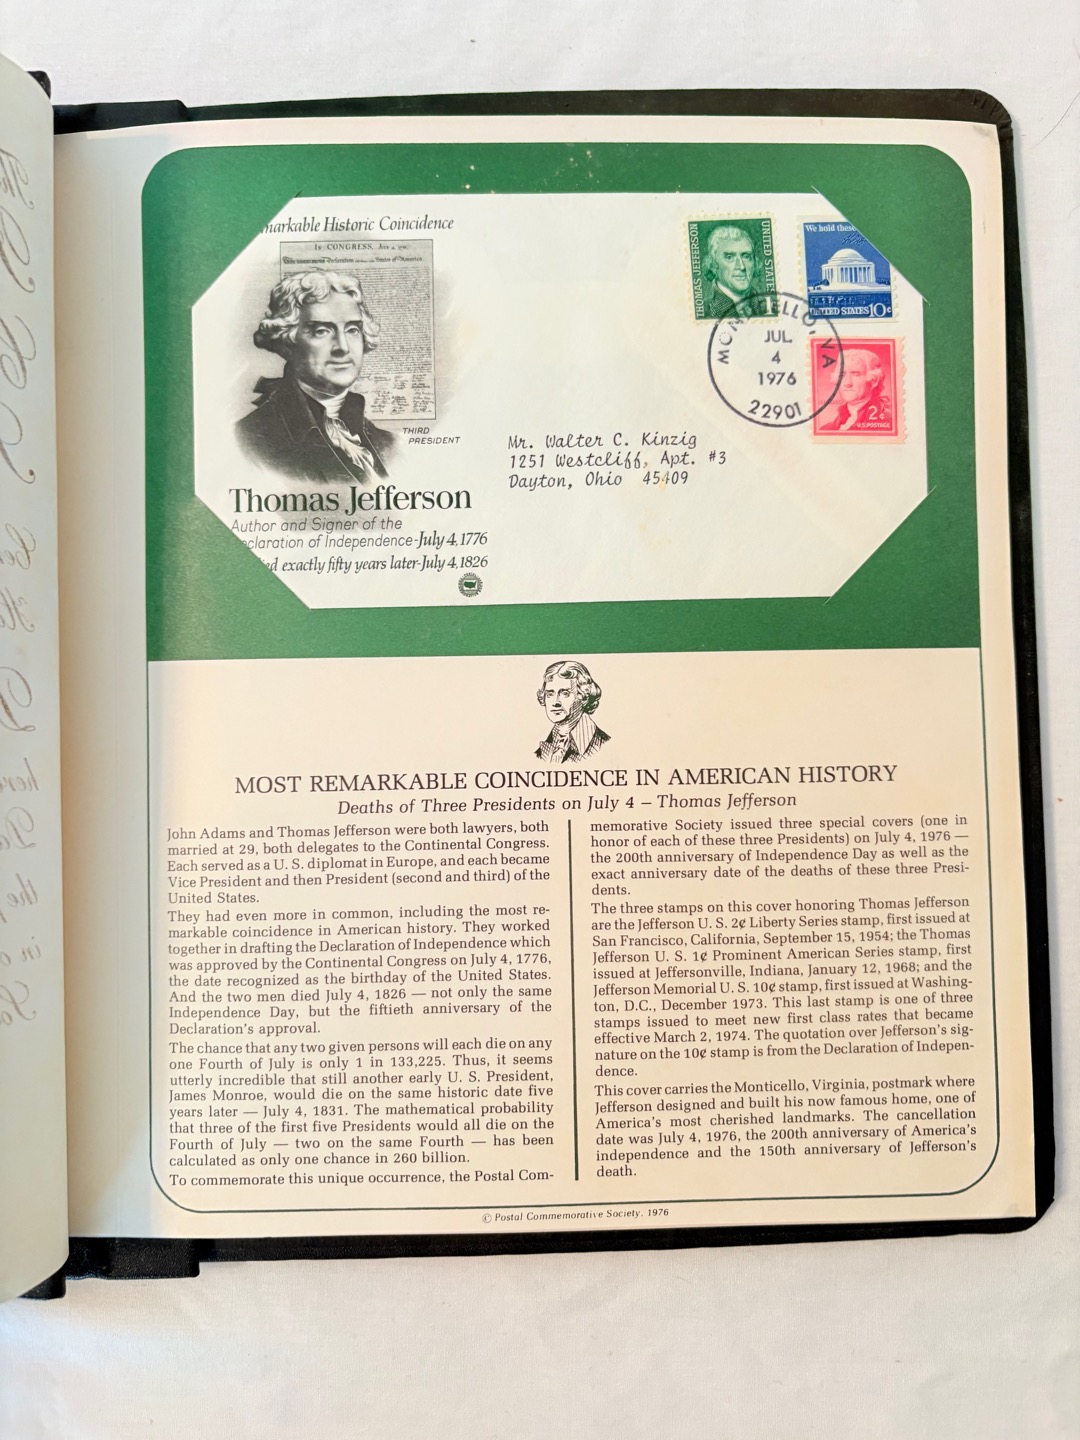 markable Historic Coincidence
IN CONGRESS, JULY 4, 1776.
THIRD
PRESIDENT
Thomas Jefferson
Author and Signer of the
claration of Independence-July 4, 1776
ed exactly fifty years later-July 4, 1826
THOMAS JEFFERSON
UNITED STATES
We hold these
UNITED STATES 10¢
2¢
U.S. POSTAGE
MONTICELLO, VA
JUL
4
1976
22901
Mr. Walter C. Kinzig
1251 Westcliff, Apt. #3
Dayton, Ohio 45409
MOST REMARKABLE COINCIDENCE IN AMERICAN HISTORY
Deaths of Three Presidents on July 4 – Thomas Jefferson
John Adams and Thomas Jefferson were both lawyers, both
married at 29, both delegates to the Continental Congress.
Each served as a U. S. diplomat in Europe, and each became
Vice President and then President (second and third) of the
United States.
They had even more in common, including the most re-
markable coincidence in American history. They worked
together in drafting the Declaration of Independence which
was approved by the Continental Congress on July 4, 1776,
the date recognized as the birthday of the United States.
And the two men died July 4, 1826 — not only the same
Independence Day, but the fiftieth anniversary of the
Declaration's approval.
The chance that any two given persons will each die on any
one Fourth of July is only 1 in 133,225. Thus, it seems
utterly incredible that still another early U. S. President,
James Monroe, would die on the same historic date five
years later — July 4, 1831. The mathematical probability
that three of the first five Presidents would all die on the
Fourth of July — two on the same Fourth — has been
calculated as only one chance in 260 billion.
To commemorate this unique occurrence, the Postal Com-
memorative Society issued three special covers (one in
honor of each of these three Presidents) on July 4, 1976 —
the 200th anniversary of Independence Day as well as the
exact anniversary date of the deaths of these three Presi-
dents.
The three stamps on this cover honoring Thomas Jefferson
are the Jefferson U. S. 2¢ Liberty Series stamp, first issued at
San Francisco, California, September 15, 1954; the Thomas
Jefferson U. S. 1¢ Prominent American Series stamp, first
issued at Jeffersonville, Indiana, January 12, 1968; and the
Jefferson Memorial U. S. 10¢ stamp, first issued at Washing-
ton, D.C., December 1973. This last stamp is one of three
stamps issued to meet new first class rates that became
effective March 2, 1974. The quotation over Jefferson's sig-
nature on the 10¢ stamp is from the Declaration of Indepen-
dence.
This cover carries the Monticello, Virginia, postmark where
Jefferson designed and built his now famous home, one of
America's most cherished landmarks. The cancellation
date was July 4, 1976, the 200th anniversary of America's
independence and the 150th anniversary of Jefferson's
death.
© Postal Commemorative Society. 1976